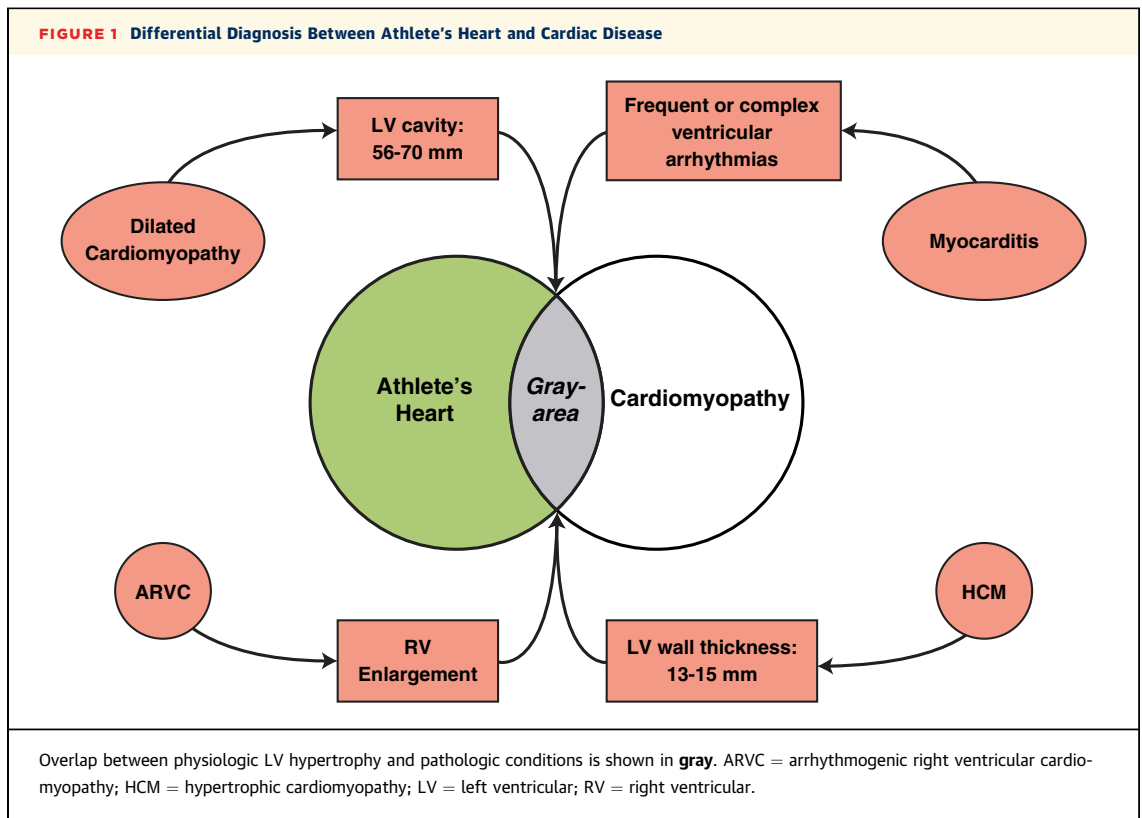 FIGURE 1 Differential Diagnosis Between Athlete's Heart and Cardiac Disease
LV cavity:
56-70 mm
Frequent or complex
ventricular
arrhythmias
Dilated
Cardiomyopathy
Myocarditis
Athlete's
Heart
Gray-
area
Cardiomyopathy
ARVC
HCM
RV
Enlargement
LV wall thickness:
13-15 mm
Overlap between physiologic LV hypertrophy and pathologic conditions is shown in gray. ARVC = arrhythmogenic right ventricular cardio-
myopathy; HCM = hypertrophic cardiomyopathy; LV = left ventricular; RV = right ventricular.